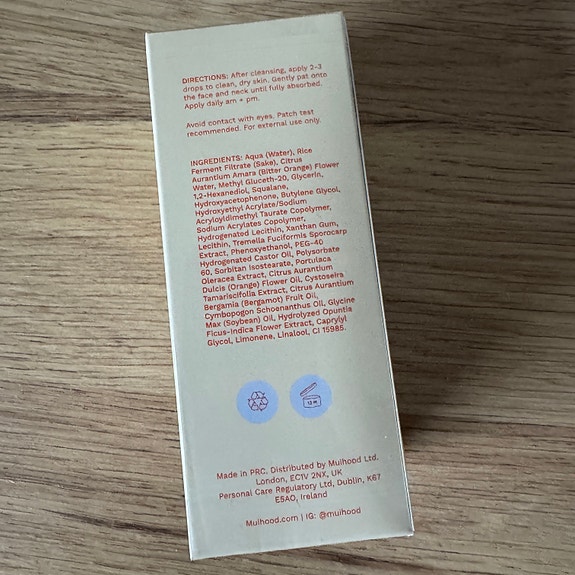 DIRECTIONS: After cleansing, apply 2-3
drops to clean, dry skin. Gently pat onto
the face and neck until fully absorbed.
Apply daily am + pm.
Avoid contact with eyes. Patch test
recommended. For external use only.
INGREDIENTS: Aqua (Water), Rice
Ferment Filtrate (Sake), Citrus
Aurantium Amara (Bitter Orange) Flower
Water, Methyl Gluceth-20, Glycerin,
1,2-Hexanediol, Squalane,
Hydroxyacetophenone, Butylene Glycol,
Hydroxyethyl Acrylate/Sodium
Acryloyldimethyl Taurate Copolymer,
Sodium Acrylates Copolymer,
Hydrogenated Lecithin, Xanthan Gum,
Lecithin, Tremella Fuciformis Sporocarp
Extract, Phenoxyethanol, PEG-40
Hydrogenated Castor Oil, Polysorbate
60, Sorbitan Isostearate, Portulaca
Oleracea Extract, Citrus Aurantium
Dulcis (Orange) Flower Oil, Cystoseira
Tamariscifolia Extract, Citrus Aurantium
Bergamia (Bergamot) Fruit Oil,
Cymbopogon Schoenanthus Oil, Glycine
Max (Soybean) Oil, Hydrolyzed Opuntia
Ficus-Indica Flower Extract, Caprylyl
Glycol, Limonene, Linalool, CI 15985.
12 M
Made in PRC. Distributed by Muihood Ltd.
London, EC1V 2NX, UK
Personal Care Regulatory Ltd, Dublin, K67
E5A0, Ireland
Muihood.com | IG: @muihood